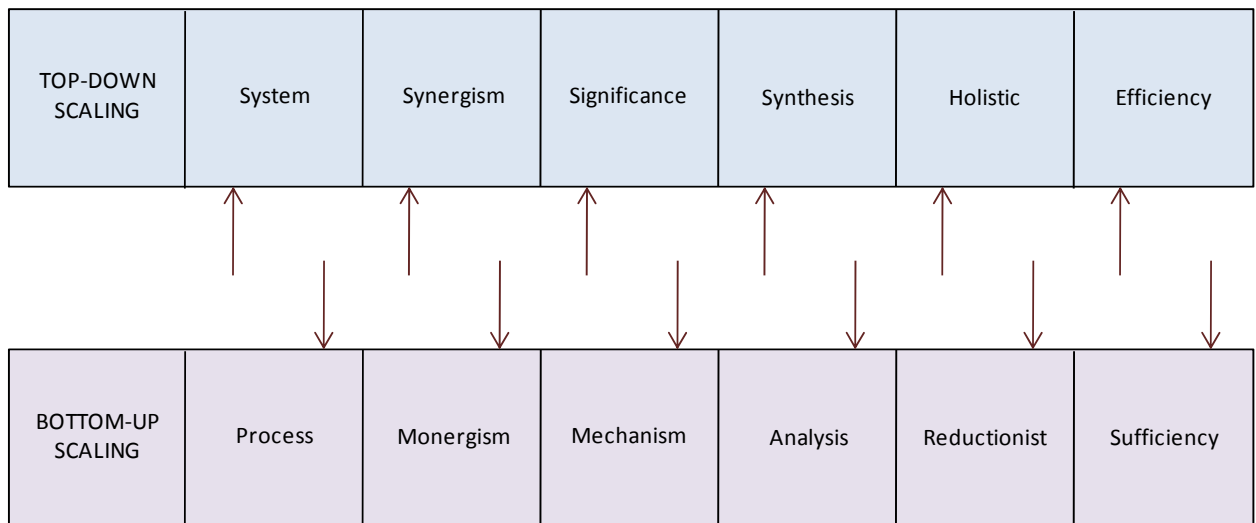 TOP-DOWN
SCALING
System
Synergism
Significance
Synthesis
Holistic
Efficiency
BOTTOM-UP
SCALING
Process
Monergism
Mechanism
Analysis
Reductionist
Sufficiency